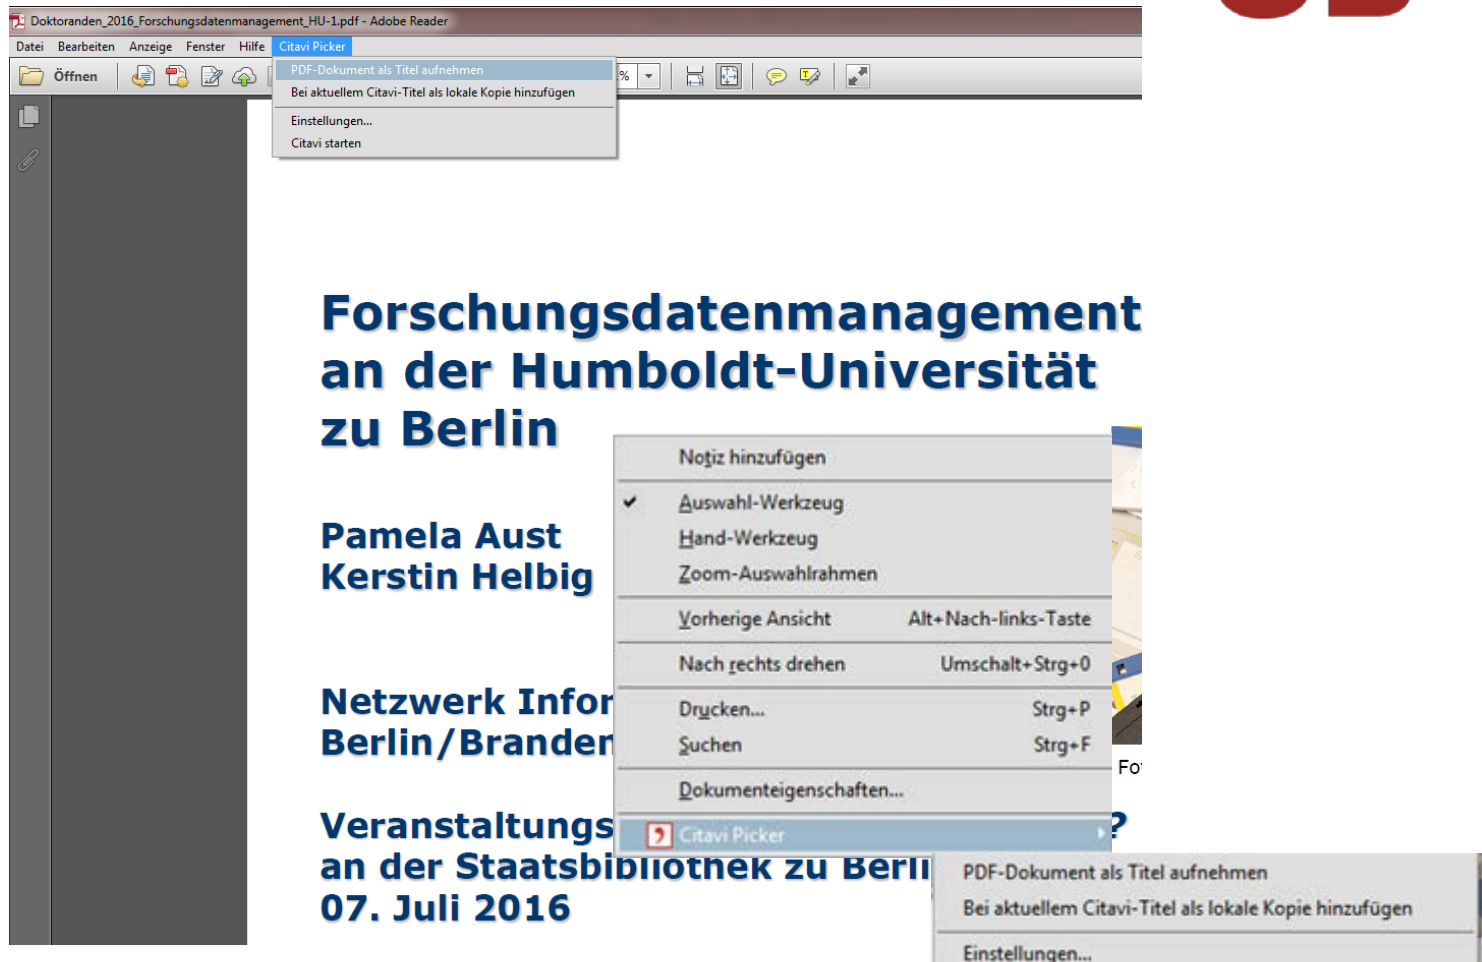 Doktoranden_2016_Forschungsdatenmanagement_HU-1.pdf - Adobe Reader
Datei Bearbeiten Anzeige Fenster Hilfe Citavi Picker
Öffnen
%
PDF-Dokument als Titel aufnehmen
Bei aktuellem Citavi-Titel als lokale Kopie hinzufügen
Einstellungen...
Citavi starten
Forschungsdatenmanagement
an der Humboldt-Universität
zu Berlin
Pamela Aust
Kerstin Helbig
Netzwerk Infor
Berlin/Branden
Veranstaltungs ?
an der Staatsbibliothek zu Berli
07. Juli 2016
Notiz hinzufügen
Auswahl-Werkzeug
Hand-Werkzeug
Zoom-Auswahlrahmen
Vorherige Ansicht Alt+Nach-links-Taste
Nach rechts drehen Umschalt+Strg+0
Drucken... Strg+P
Suchen Strg+F
Dokumenteigenschaften...
Citavi Picker
Fo
PDF-Dokument als Titel aufnehmen
Bei aktuellem Citavi-Titel als lokale Kopie hinzufügen
Einstellungen...